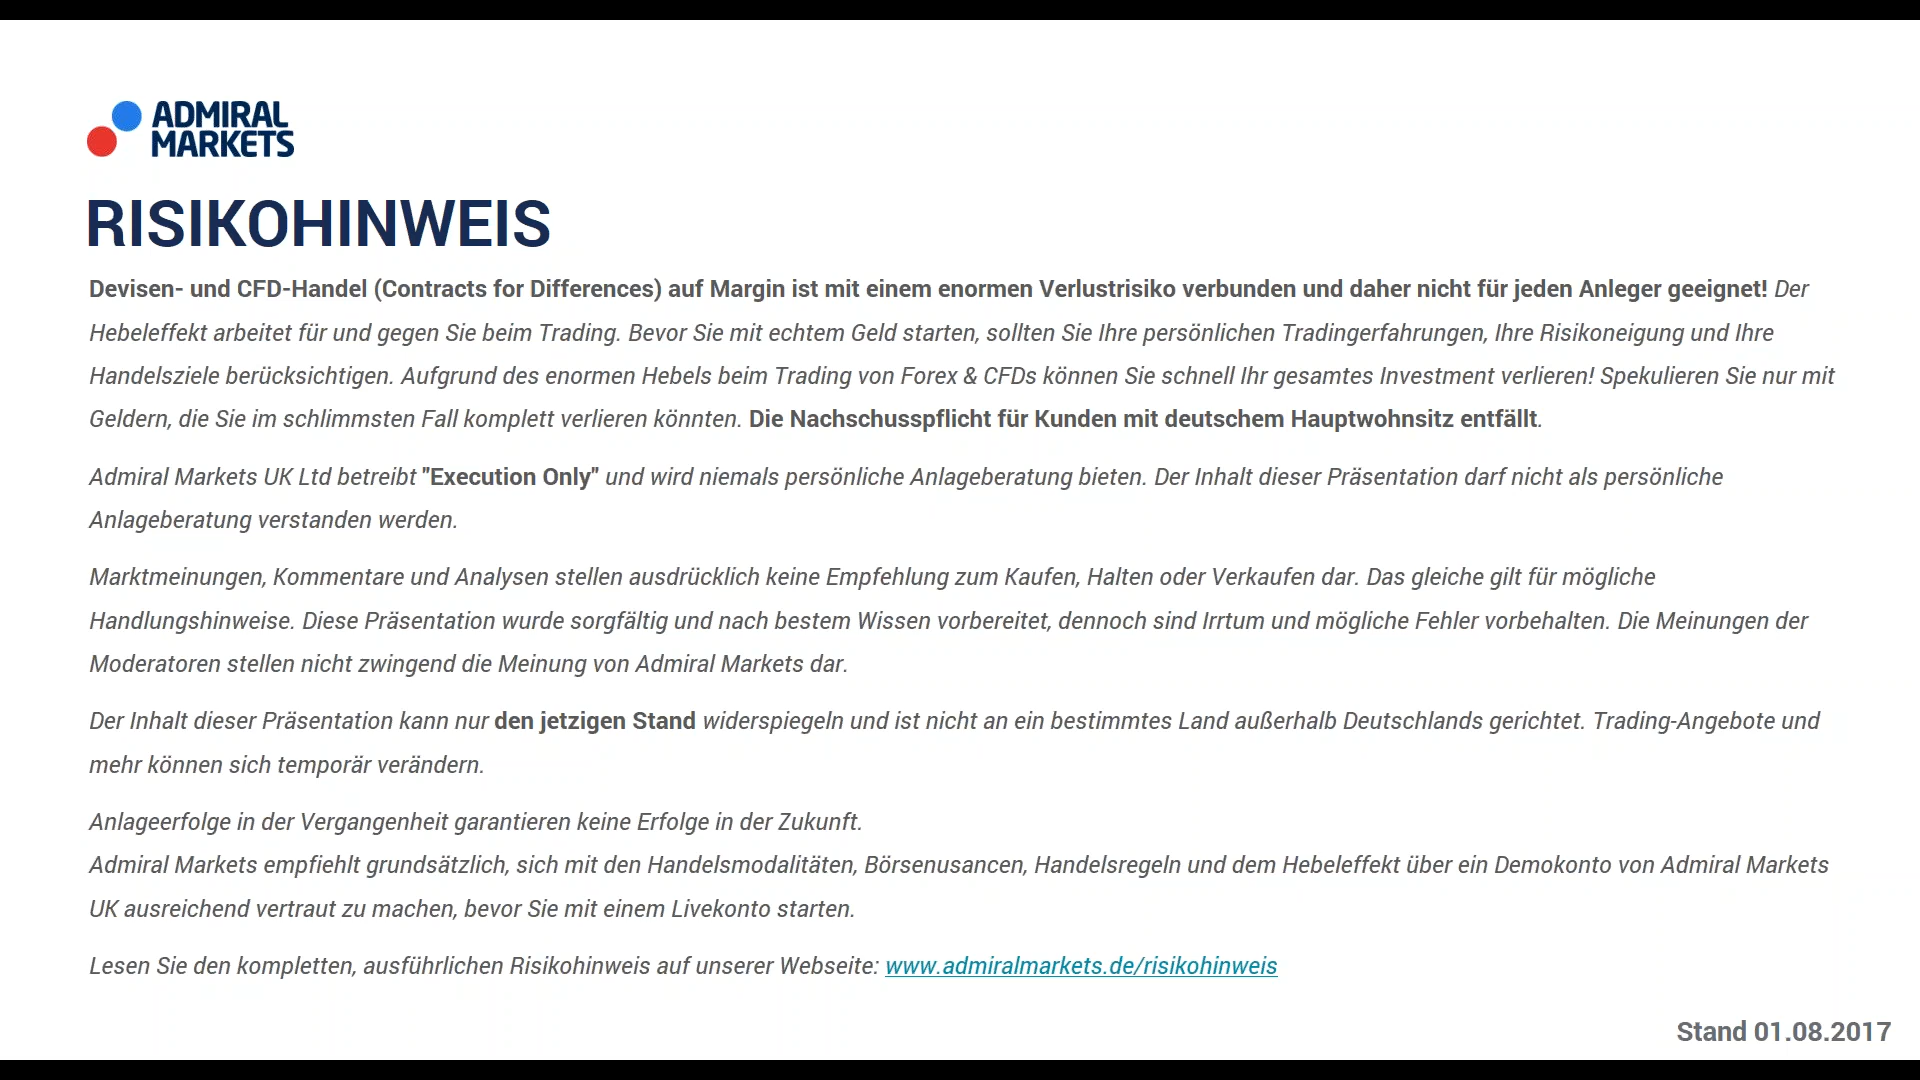 ADMIRAL
MARKETS
RISIKOHINWEIS
Devisen- und CFD-Handel (Contracts for Differences) auf Margin ist mit einem enormen Verlustrisiko verbunden und daher nicht für jeden Anleger geeignet! Der
Hebeleffekt arbeitet für und gegen Sie beim Trading. Bevor Sie mit echtem Geld starten, sollten Sie Ihre persönlichen Tradingerfahrungen, Ihre Risikoneigung und Ihre
Handelsziele berücksichtigen. Aufgrund des enormen Hebels beim Trading von Forex & CFDs können Sie schnell Ihr gesamtes Investment verlieren! Spekulieren Sie nur mit
Geldern, die Sie im schlimmsten Fall komplett verlieren könnten. Die Nachschusspflicht für Kunden mit deutschem Hauptwohnsitz entfällt.
Admiral Markets UK Ltd betreibt "Execution Only" und wird niemals persönliche Anlageberatung bieten. Der Inhalt dieser Präsentation darf nicht als persönliche
Anlageberatung verstanden werden.
Marktmeinungen, Kommentare und Analysen stellen ausdrücklich keine Empfehlung zum Kaufen, Halten oder Verkaufen dar. Das gleiche gilt für mögliche
Handlungshinweise. Diese Präsentation wurde sorgfältig und nach bestem Wissen vorbereitet, dennoch sind Irrtum und mögliche Fehler vorbehalten. Die Meinungen der
Moderatoren stellen nicht zwingend die Meinung von Admiral Markets dar.
Der Inhalt dieser Präsentation kann nur den jetzigen Stand widerspiegeln und ist nicht an ein bestimmtes Land außerhalb Deutschlands gerichtet. Trading-Angebote und
mehr können sich temporär verändern.
Anlageerfolge in der Vergangenheit garantieren keine Erfolge in der Zukunft.
Admiral Markets empfiehlt grundsätzlich, sich mit den Handelsmodalitäten, Börsenusancen, Handelsregeln und dem Hebeleffekt über ein Demokonto von Admiral Markets
UK ausreichend vertraut zu machen, bevor Sie mit einem Livekonto starten.
Lesen Sie den kompletten, ausführlichen Risikohinweis auf unserer Webseite: www.admiralmarkets.de/risikohinweis
Stand 01.08.2017